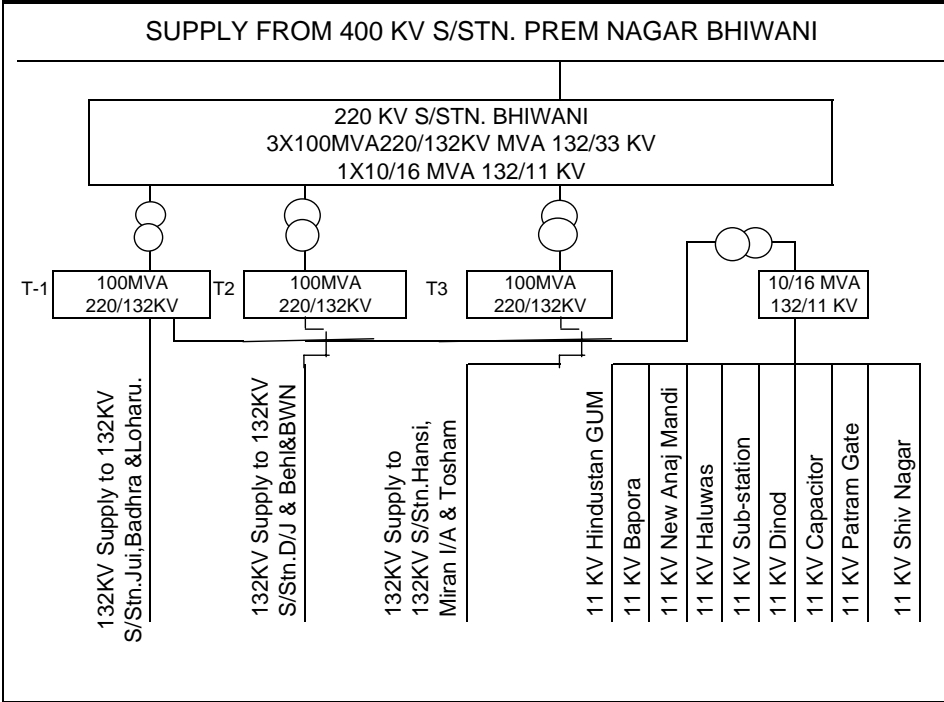 SUPPLY FROM 400 KV S/STN. PREM NAGAR BHIWANI
220 KV S/STN. BHIWANI
3X100MVA220/132KV MVA 132/33 KV
1X10/16 MVA 132/11 KV
T-1
100MVA
220/132KV
T2
100MVA
220/132KV
T3
100MVA
220/132KV
10/16 MVA
132/11 KV
132KV Supply to 132KV
S/Stn.Jui,Badhra &Loharu.
132KV Supply to 132KV
S/Stn.D/J & Behl&BWN
132KV Supply to
132KV S/Stn.Hansi,
Miran I/A & Tosham
11 KV Hindustan GUM
11 KV Bapora
11 KV New Anaj Mandi
11 KV Haluwas
11 KV Sub-station
11 KV Dinod
11 KV Capacitor
11 KV Patram Gate
11 KV Shiv Nagar